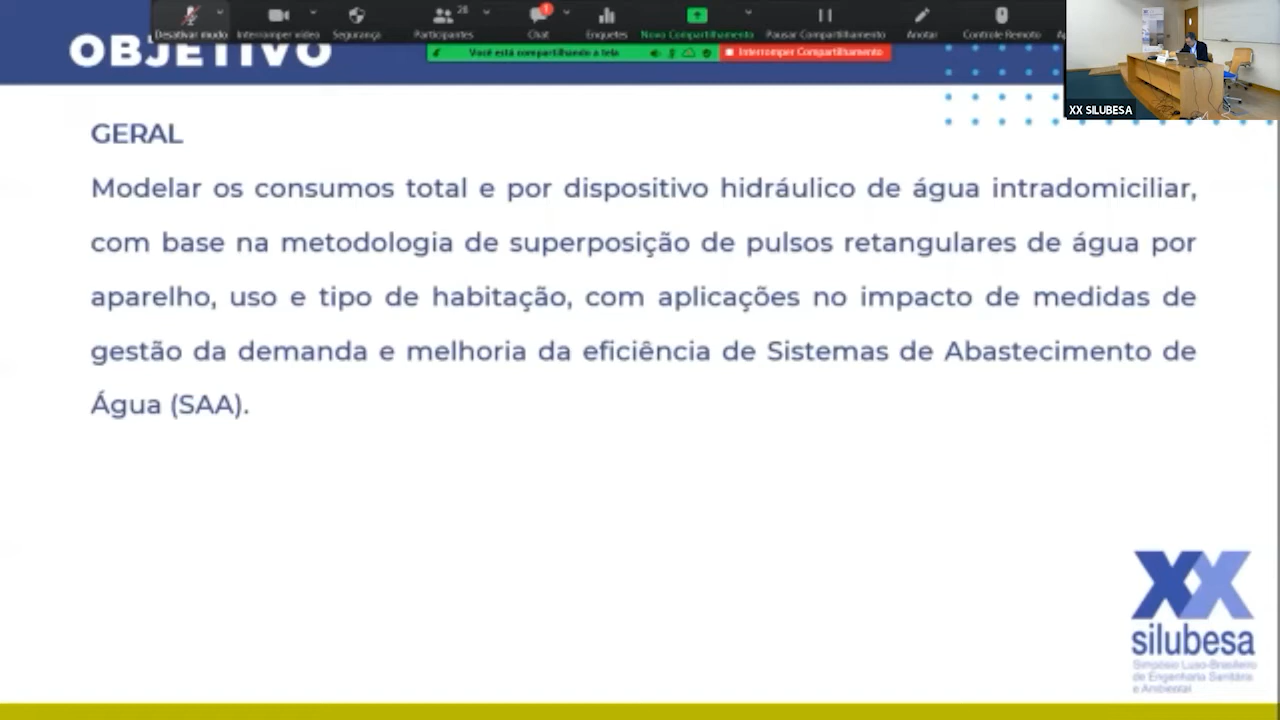 Desativar mudo
Interromper vídeo
Segurança
Participantes
28
Chat
1
Enquetes
Novo Compartilhamento
Pausar Compartilhamento
Anotar
Controle Remoto
Você está compartilhando a tela
Interromper Compartilhamento
XX SILUBESA
OBJETIVO
GERAL
Modelar os consumos total e por dispositivo hidráulico de água intradomiciliar,
com base na metodologia de superposição de pulsos retangulares de água por
aparelho, uso e tipo de habitação, com aplicações no impacto de medidas de
gestão da demanda e melhoria da eficiência de Sistemas de Abastecimento de
Água (SAA).
XX
silubesa
Simpósio Luso-Brasileiro
de Engenharia Sanitária
e Ambiental